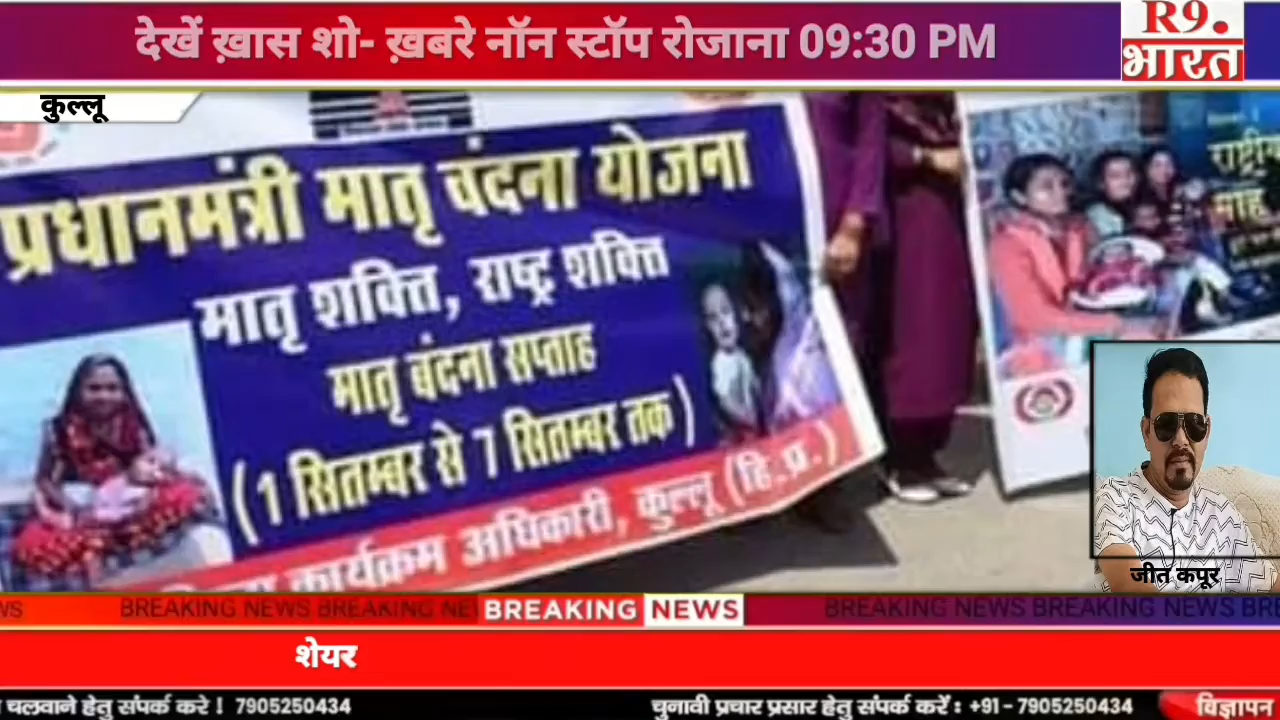 देखें ख़ास शो- ख़बरे नॉन स्टॉप रोजाना 09:30 PM
R9.
भारत
कुल्लू
प्रधानमंत्री मातृ वंदना योजना
मातृ शक्ति, राष्ट्र शक्ति
मातृ वंदना सप्ताह
(1 सितम्बर से 7 सितम्बर तक)
कार्यक्रम अधिकारी, कुल्लू (हि.प्र.)
माह
जीत कपूर
WS BREAKING NEWS BREAKING NE BREAKING NEWS BREAKING NEWS BREAKING NEWS BRE
शेयर
चलवाने हेतु संपर्क करे ! 7905250434
चुनावी प्रचार प्रसार हेतु संपर्क करें : +91 - 7905250434
विज्ञापन